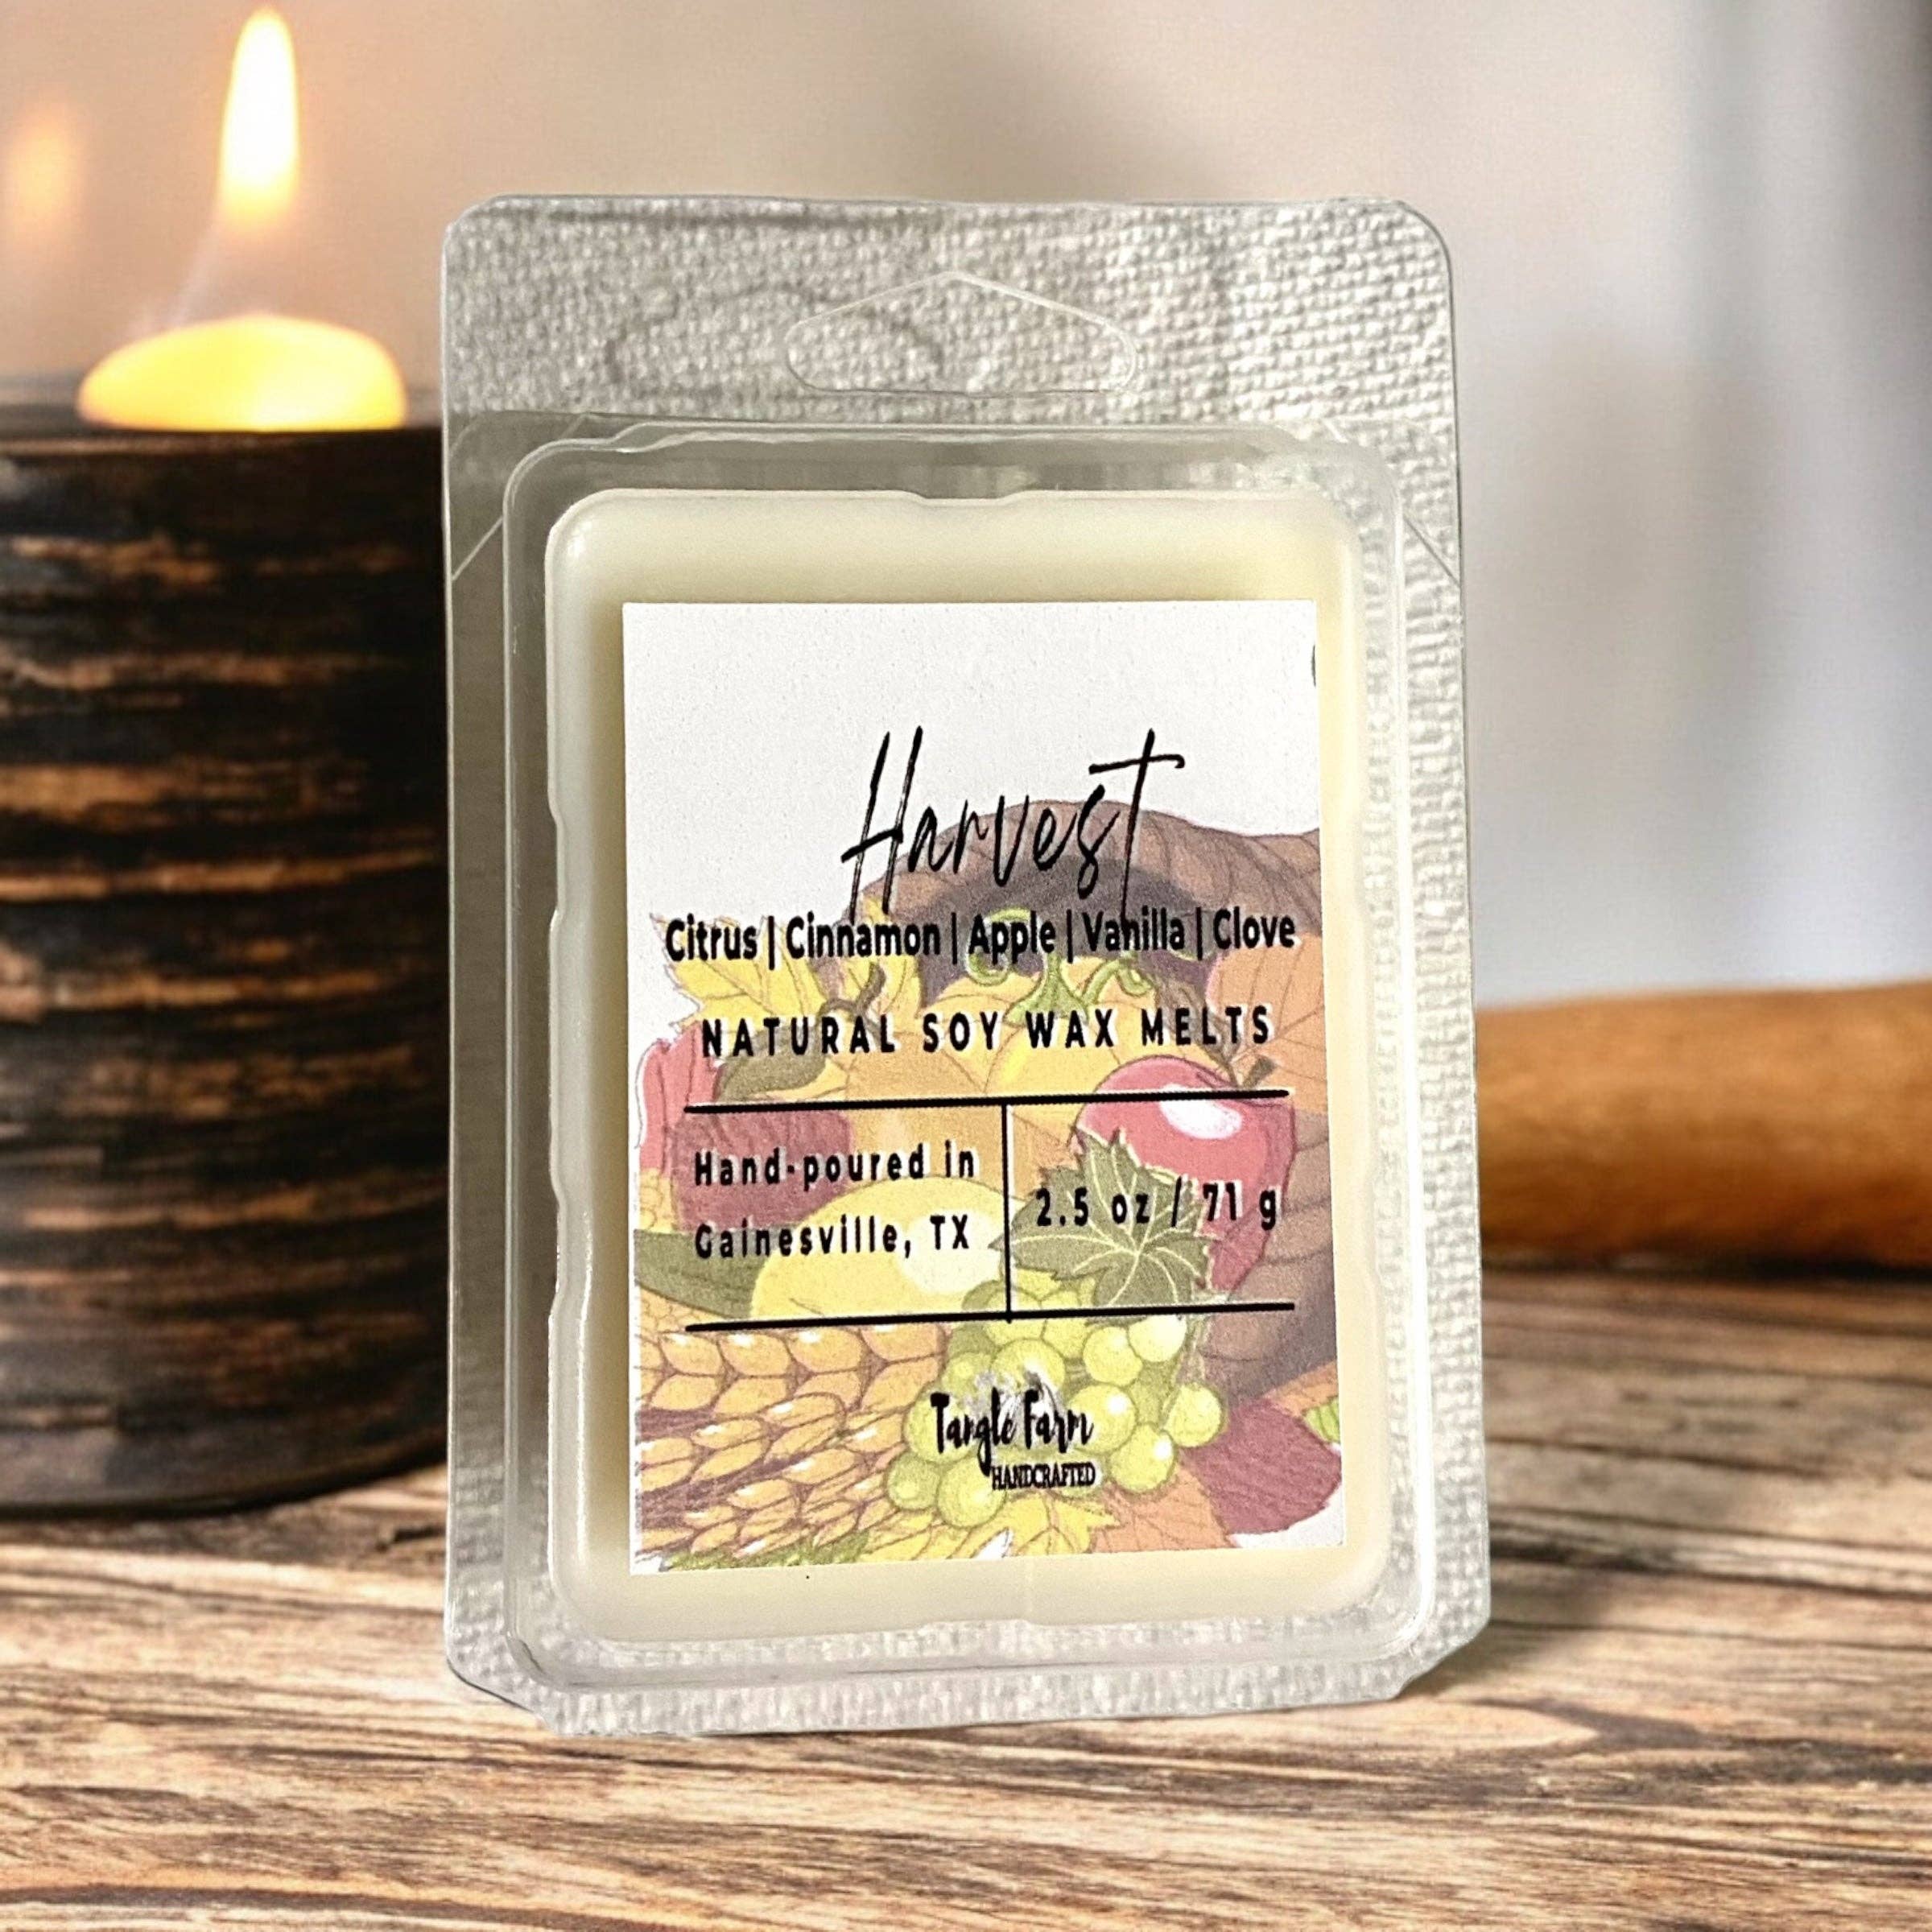 Harvest
Citrus | Cinnamon | Apple | Vanilla | Clove
NATURAL SOY WAX MELTS
Hand-poured in
Gainesville, TX
2.5 oz / 71 g
Tangle Farm
HANDCRAFTED